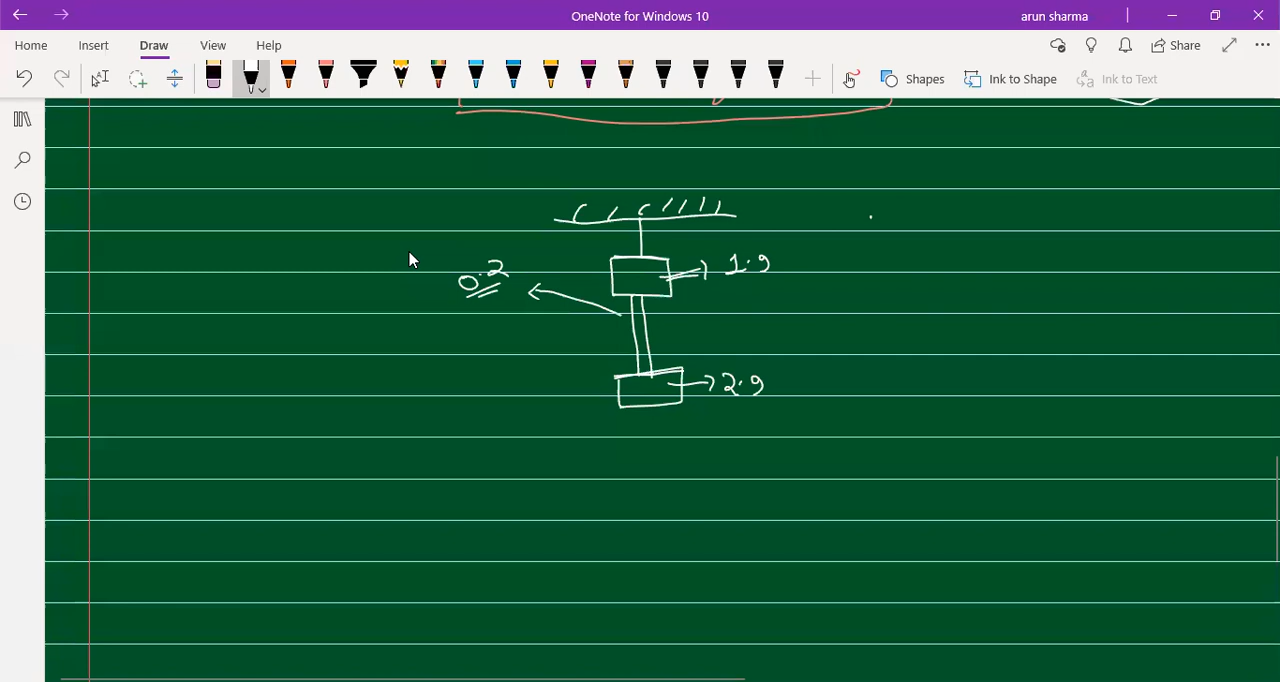 OneNote for Windows 10
arun sharma
Home Insert Draw View Help
Share
Shapes
Ink to Shape
Ink to Text
1.9
0.2
2.9